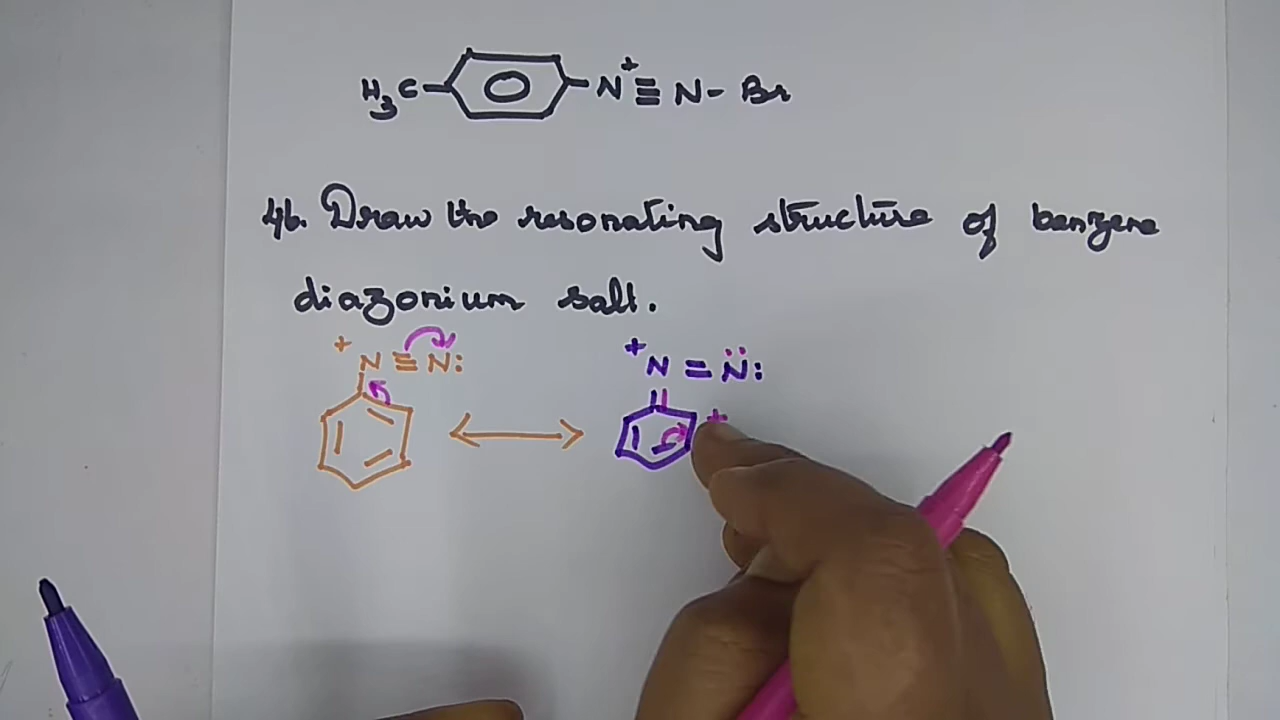 H₃C N⁺≡N-Br
46. Draw the resonating structure of benzene
diazonium salt.
+ +
N≡N: N=N̈:
+